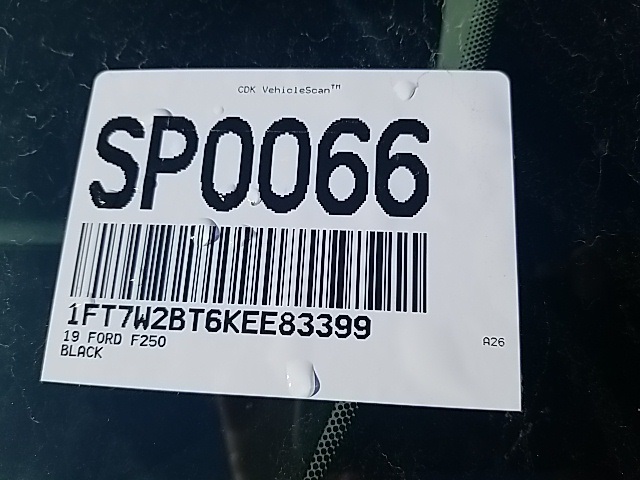 CDK VehicleScan™
SP0066
1FT7W2BT6KEE83399
19 FORD F250
BLACK
A26